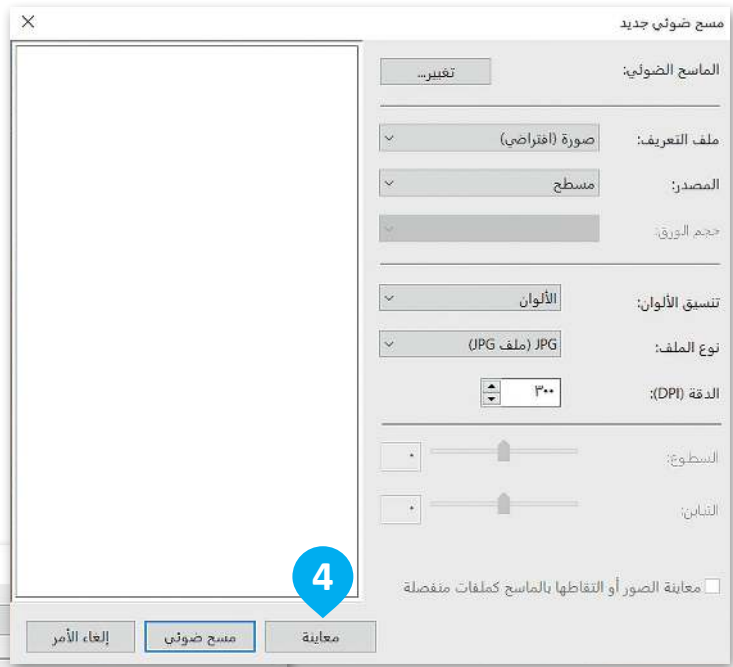 مسح ضوئي جديد
الماسح الضوئي: تغيير...
ملف التعريف: صورة (افتراضي)
المصدر: مسطح
حجم الورق:
تنسيق الألوان: الألوان
نوع الملف: JPG (ملف JPG)
الدقة (DPI): ٣٠٠
السطوع: ٠
التباين: ٠
معاينة الصور أو التقاطها بالماسح كملفات منفصلة
4
معاينة مسح ضوئي إلغاء الأمر